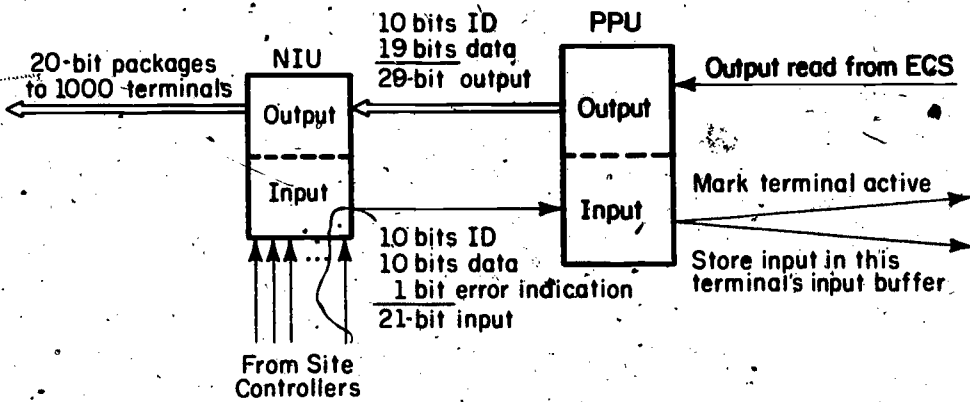 20-bit packages
to 1000 terminals
NIU
Output
Input
10 bits ID
19 bits data
29-bit output
PPU
Output
Input
Output read from ECS
Mark terminal active
Store input in this
terminal's input buffer
10 bits ID
10 bits data
1 bit error indication
21-bit input
...
From Site
Controllers